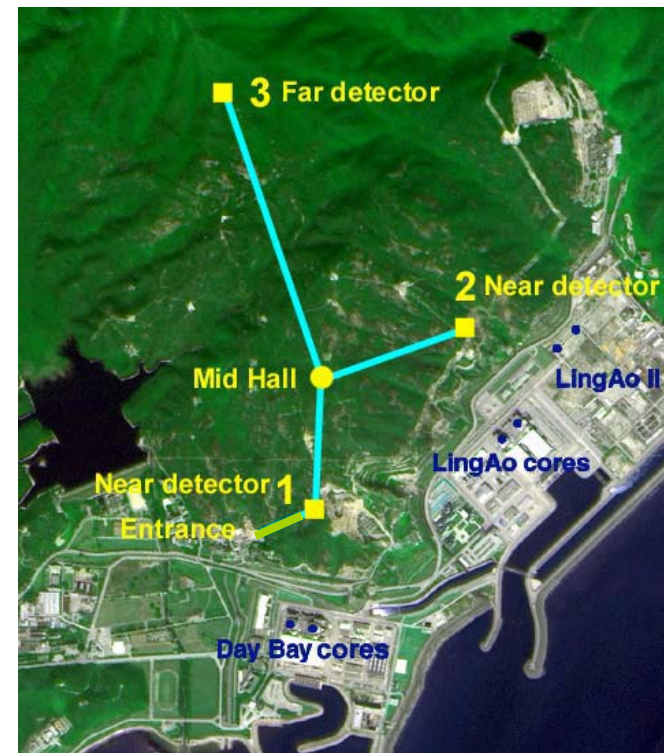 3 Far detector
2 Near detector
Mid Hall
LingAo II
LingAo cores
Near detector 1
Entrance
Day Bay cores